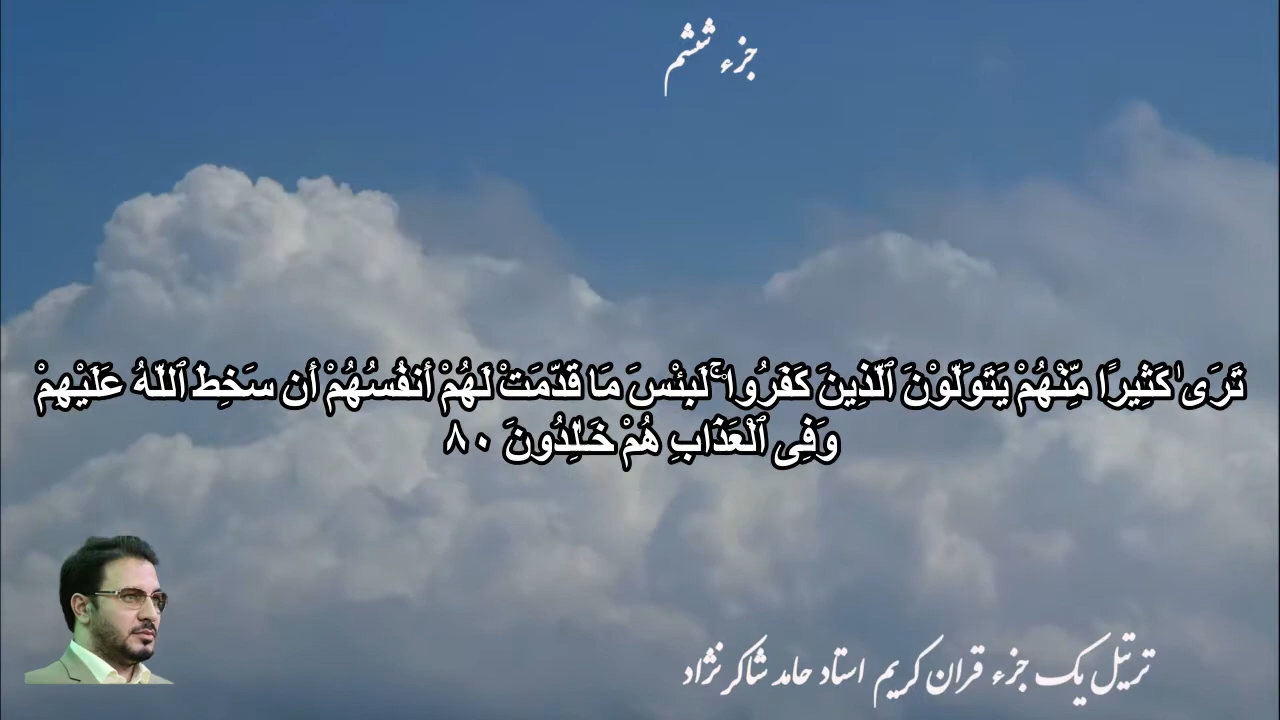 جزء ششم
تَرَىٰ كَثِيرًا مِّنْهُمْ يَتَوَلَّوْنَ ٱلَّذِينَ كَفَرُوا۟ ۚ لَبِئْسَ مَا قَدَّمَتْ لَهُمْ أَنفُسُهُمْ أَن سَخِطَ ٱللَّهُ عَلَيْهِمْ
وَفِى ٱلْعَذَابِ هُمْ خَـٰلِدُونَ ٨٠
ترتیل یک جزء قران کریم استاد حامد شاکرنژاد